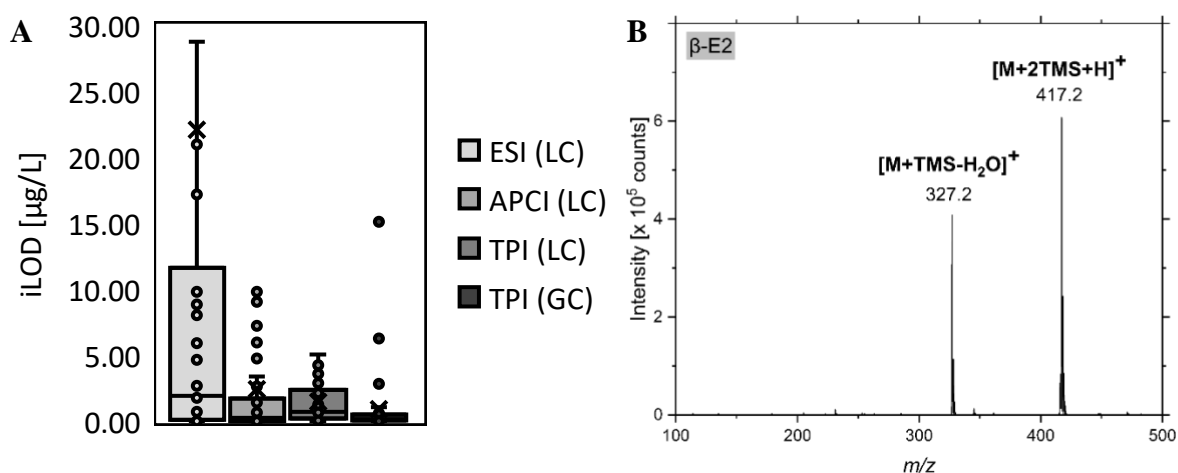 A
30.00
25.00
20.00
15.00
10.00
5.00
0.00
iLOD [µg/L]
ESI (LC)
APCI (LC)
TPI (LC)
TPI (GC)
B
β-E2
[M+2TMS+H]⁺
417.2
[M+TMS-H₂O]⁺
327.2
Intensity [x 10⁵ counts]
6
4
2
0
100
200
300
400
500
m/z